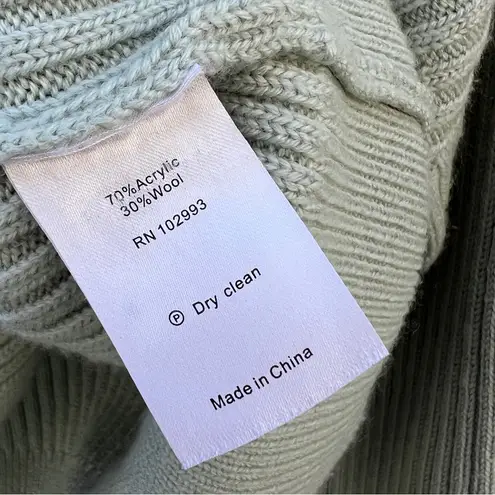 70%Acrylic
30%Wool
RN 102993
Ⓟ Dry clean
Made in China